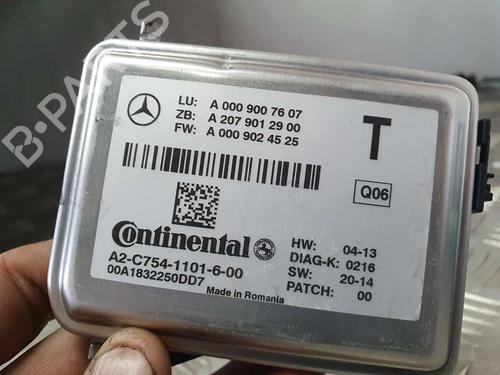 LU: A 000 900 76 07
ZB: A 207 901 29 00
FW: A 000 902 45 25
T
Q06
Continental
A2-C754-1101-6-00
00A1832250DD7
Made in Romania
HW: 04-13
DIAG-K: 0216
SW: 20-14
PATCH: 00
B-PARTS